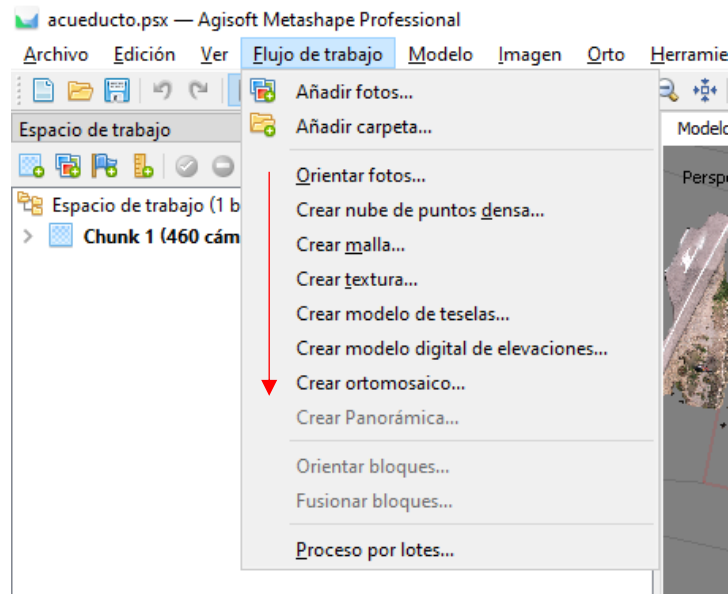 acueducto.psx — Agisoft Metashape Professional
Archivo Edición Ver Flujo de trabajo Modelo Imagen Orto
Añadir fotos...
Añadir carpeta...
Espacio de trabajo
Orientar fotos...
Espacio de trabajo (1 b
Crear nube de puntos densa...
Chunk 1 (460 cám
Crear malla...
Crear textura...
Crear modelo de teselas...
Crear modelo digital de elevaciones...
Crear ortomosaico...
Crear Panorámica...
Orientar bloques...
Fusionar bloques...
Proceso por lotes...